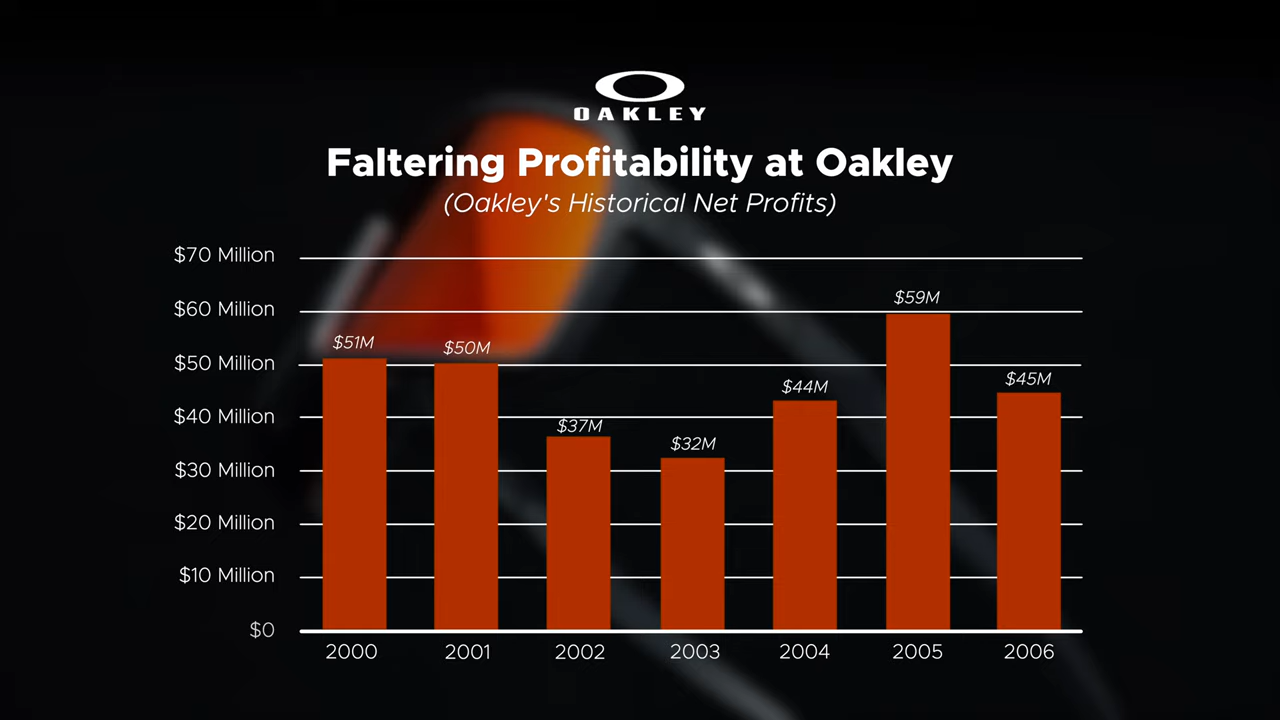 OAKLEY
Faltering Profitability at Oakley
(Oakley's Historical Net Profits)
$70 Million
$60 Million
$50 Million
$40 Million
$30 Million
$20 Million
$10 Million
$0
$51M
$50M
$37M
$32M
$44M
$59M
$45M
2000 2001 2002 2003 2004 2005 2006